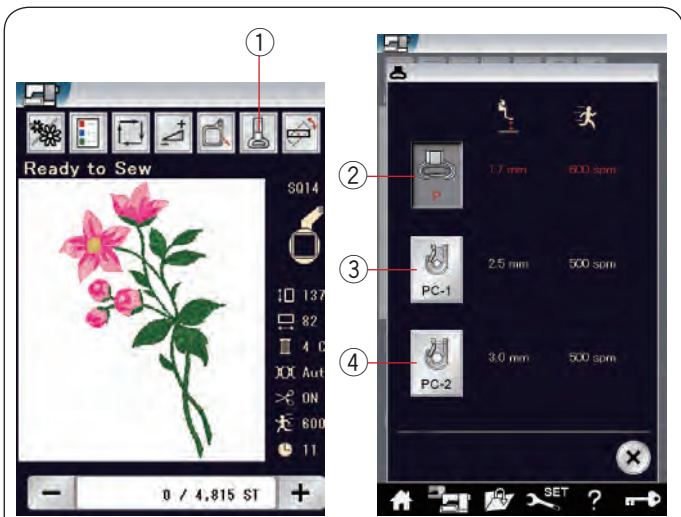 1
Ready to Sew
SQ14
137
82
4 C
Aut
ON
600
11
− 0 / 4,815 ST +
2
P 1.7 mm 600 spm
3
PC-1 2.5 mm 500 spm
4
PC-2 3.0 mm 500 spm
X
SET ?